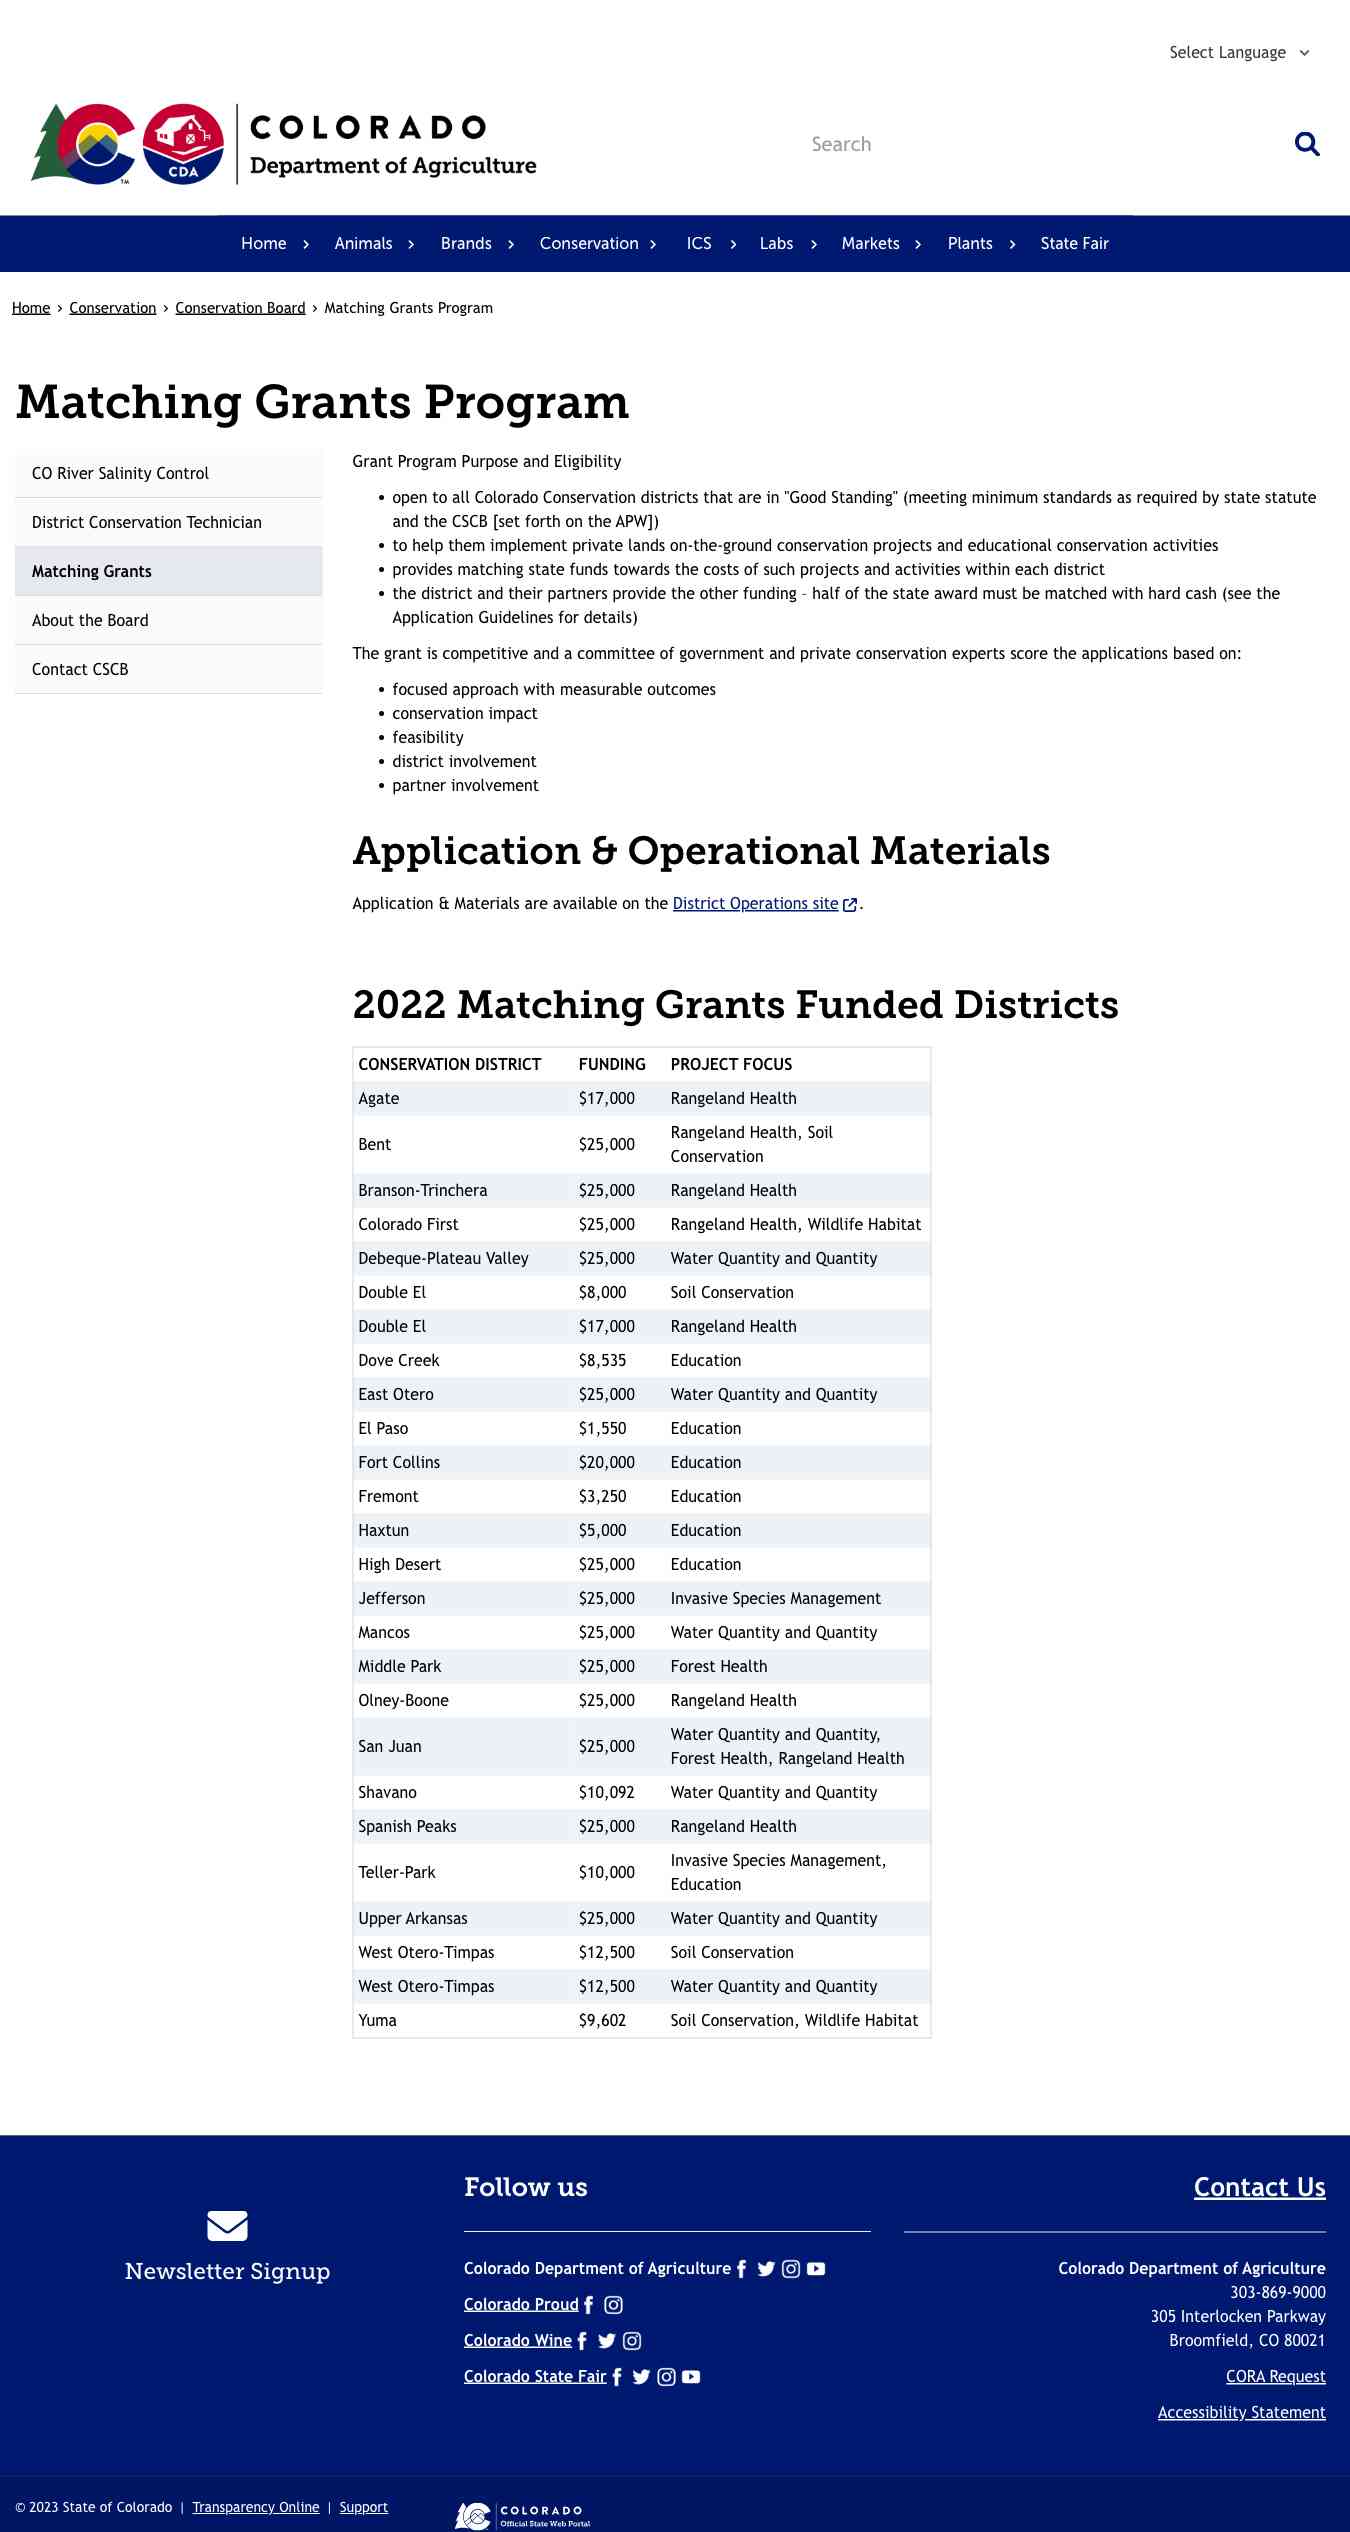 Select Language
COLORADO
Department of Agriculture
CDA
TM
Search
Home Animals Brands Conservation ICS Labs Markets Plants State Fair
Home › Conservation › Conservation Board › Matching Grants Program
Matching Grants Program
CO River Salinity Control
District Conservation Technician
Matching Grants
About the Board
Contact CSCB
Grant Program Purpose and Eligibility
• open to all Colorado Conservation districts that are in "Good Standing" (meeting minimum standards as required by state statute
and the CSCB [set forth on the APW])
• to help them implement private lands on-the-ground conservation projects and educational conservation activities
• provides matching state funds towards the costs of such projects and activities within each district
• the district and their partners provide the other funding – half of the state award must be matched with hard cash (see the
Application Guidelines for details)
The grant is competitive and a committee of government and private conservation experts score the applications based on:
• focused approach with measurable outcomes
• conservation impact
• feasibility
• district involvement
• partner involvement
Application & Operational Materials
Application & Materials are available on the District Operations site .
2022 Matching Grants Funded Districts
CONSERVATION DISTRICT FUNDING PROJECT FOCUS
Agate $17,000 Rangeland Health
Bent $25,000 Rangeland Health, Soil
Conservation
Branson-Trinchera $25,000 Rangeland Health
Colorado First $25,000 Rangeland Health, Wildlife Habitat
Debeque-Plateau Valley $25,000 Water Quantity and Quantity
Double El $8,000 Soil Conservation
Double El $17,000 Rangeland Health
Dove Creek $8,535 Education
East Otero $25,000 Water Quantity and Quantity
El Paso $1,550 Education
Fort Collins $20,000 Education
Fremont $3,250 Education
Haxtun $5,000 Education
High Desert $25,000 Education
Jefferson $25,000 Invasive Species Management
Mancos $25,000 Water Quantity and Quantity
Middle Park $25,000 Forest Health
Olney-Boone $25,000 Rangeland Health
San Juan $25,000 Water Quantity and Quantity,
Forest Health, Rangeland Health
Shavano $10,092 Water Quantity and Quantity
Spanish Peaks $25,000 Rangeland Health
Teller-Park $10,000 Invasive Species Management,
Education
Upper Arkansas $25,000 Water Quantity and Quantity
West Otero-Timpas $12,500 Soil Conservation
West Otero-Timpas $12,500 Water Quantity and Quantity
Yuma $9,602 Soil Conservation, Wildlife Habitat
Newsletter Signup
Follow us
Colorado Department of Agriculture
Colorado Proud
Colorado Wine
Colorado State Fair
Contact Us
Colorado Department of Agriculture
303-869-9000
305 Interlocken Parkway
Broomfield, CO 80021
CORA Request
Accessibility Statement
© 2023 State of Colorado | Transparency Online | Support
COLORADO
Official State Web Portal